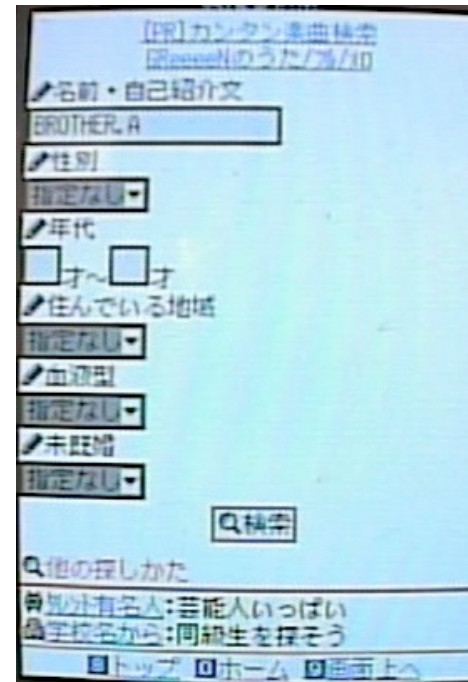 [PR]カンタン楽曲検索
GReeeeNのうた/フル/メロ
名前・自己紹介文
BROTHER.A
性別
指定なし
年代
才～ 才
住んでいる地域
指定なし
血液型
指定なし
未既婚
指定なし
検索
他の探しかた
有名人:芸能人いっぱい
学校名から:同級生を探そう
トップ 0ホーム 画面上へ